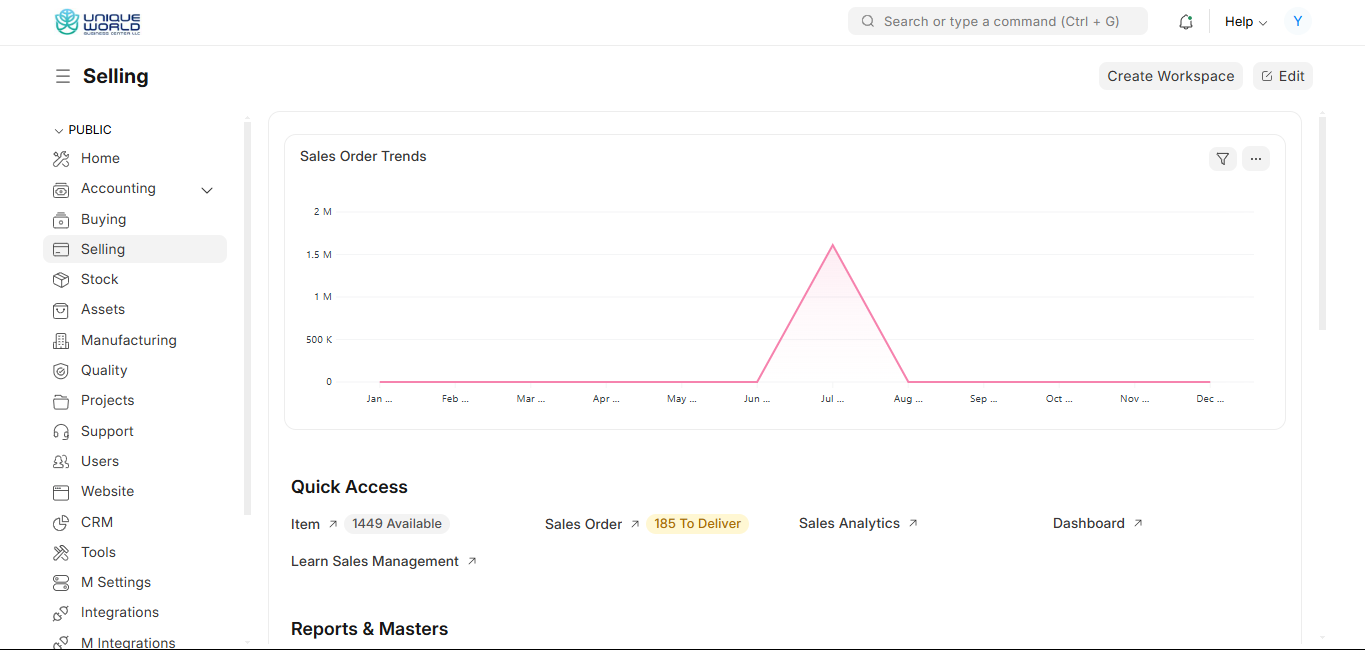 UNIQUE
WORLD
BUSINESS CENTER LLC
Search or type a command (Ctrl + G)
Help
Y
Selling
Create Workspace
Edit
PUBLIC
Home
Accounting
Buying
Selling
Stock
Assets
Manufacturing
Quality
Projects
Support
Users
Website
CRM
Tools
M Settings
Integrations
M Integrations
Sales Order Trends
2 M
1.5 M
1 M
500 K
0
Jan ... Feb ... Mar ... Apr ... May ... Jun ... Jul ... Aug ... Sep ... Oct ... Nov ... Dec ...
Quick Access
Item 1449 Available Sales Order 185 To Deliver Sales Analytics Dashboard
Learn Sales Management
Reports & Masters